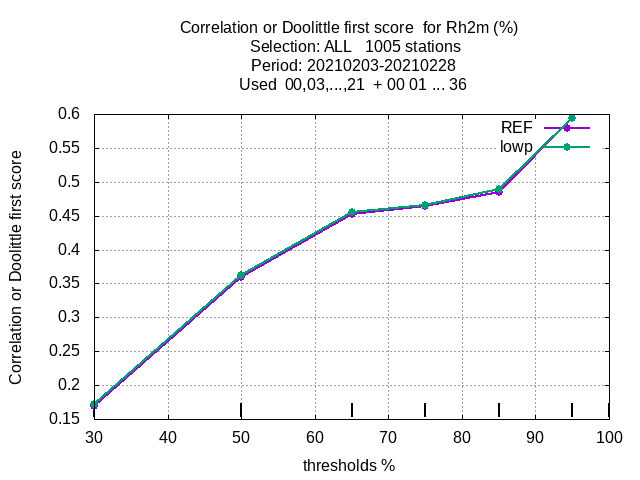 Correlation or Doolittle first score  for Rh2m (%)
Selection: ALL   1005 stations
Period: 20210203-20210228
Used  00,03,...,21  + 00 01 ... 36
Correlation or Doolittle first score
0.6
0.55
0.5
0.45
0.4
0.35
0.3
0.25
0.2
0.15
REF
lowp
30 40 50 60 70 80 90 100
thresholds %